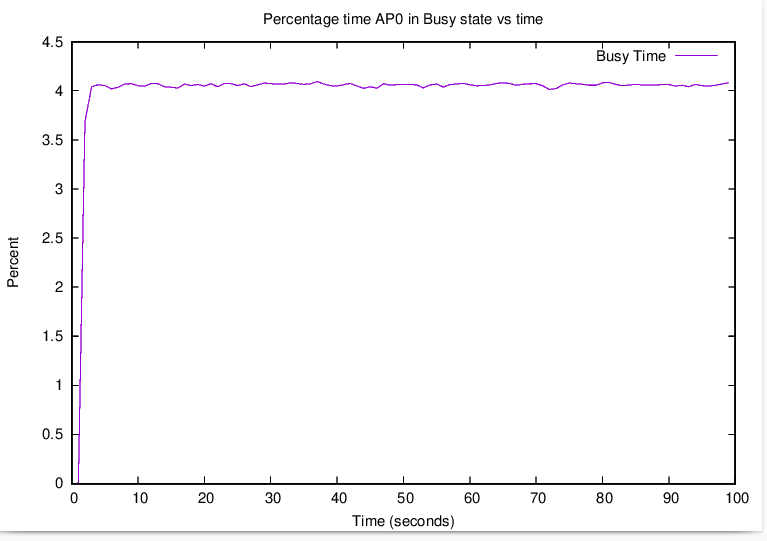 Percentage time AP0 in Busy state vs time
4.5
Busy Time
4
3.5
3
2.5
Percent
2
1.5
1
0.5
0
0 10 20 30 40 50 60 70 80 90 100
Time (seconds)